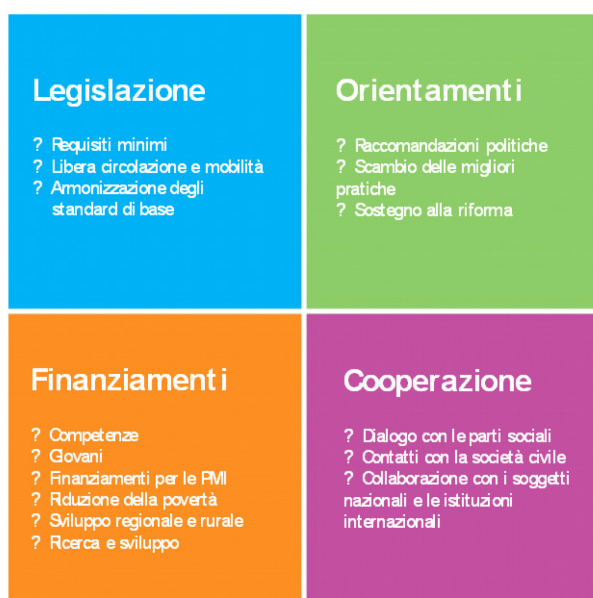 Legislazione
? Requisiti minimi
? Libera circolazione e mobilità
? Armonizzazione degli
standard di base
Orientamenti
? Raccomandazioni politiche
? Scambio delle migliori
pratiche
? Sostegno alla riforma
Finanziamenti
? Competenze
? Giovani
? Finanziamenti per le PMI
? Riduzione della povertà
? Sviluppo regionale e rurale
? Ricerca e sviluppo
Cooperazione
? Dialogo con le parti sociali
? Contatti con la società civile
? Collaborazione con i soggetti
nazionali e le istituzioni
internazionali